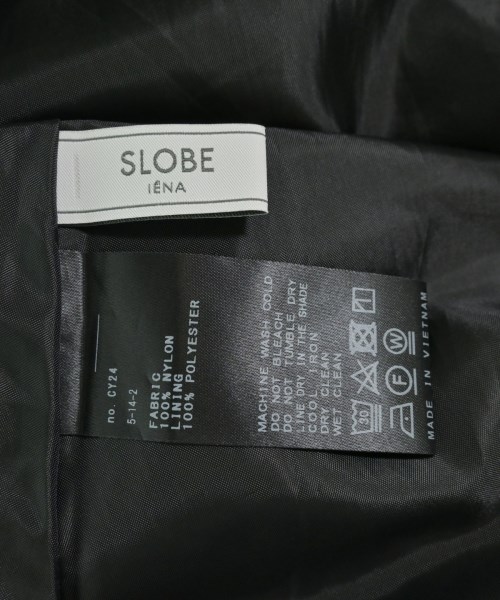 SLOBE
IÉNA
no. CY24
5-14-2
FABRIC
100% NYLON
LINING
100% POLYESTER
MACHINE WASH COLD
DO NOT BLEACH
DO NOT TUMBLE DRY
LINE DRY IN THE SHADE
COOL IRON
DRY CLEAN
WET CLEAN
30
F
W
MADE IN VIETNAM